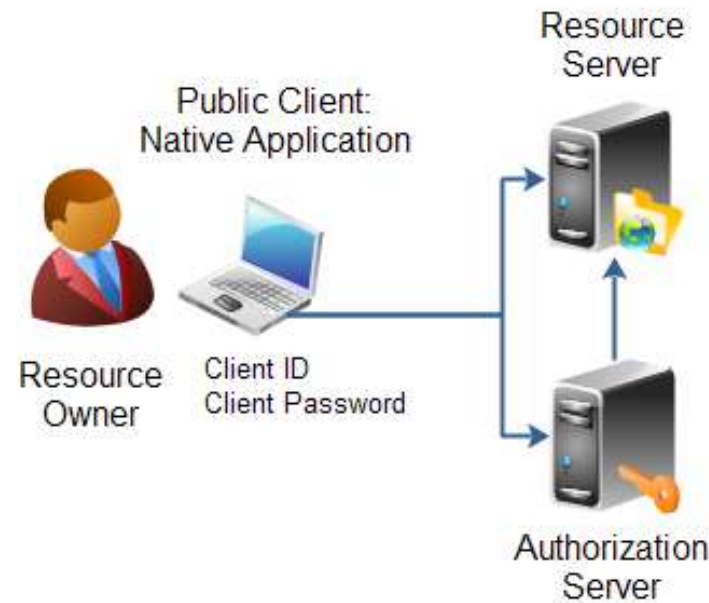 Resource
Server
Public Client:
Native Application
Resource
Owner
Client ID
Client Password
Authorization
Server